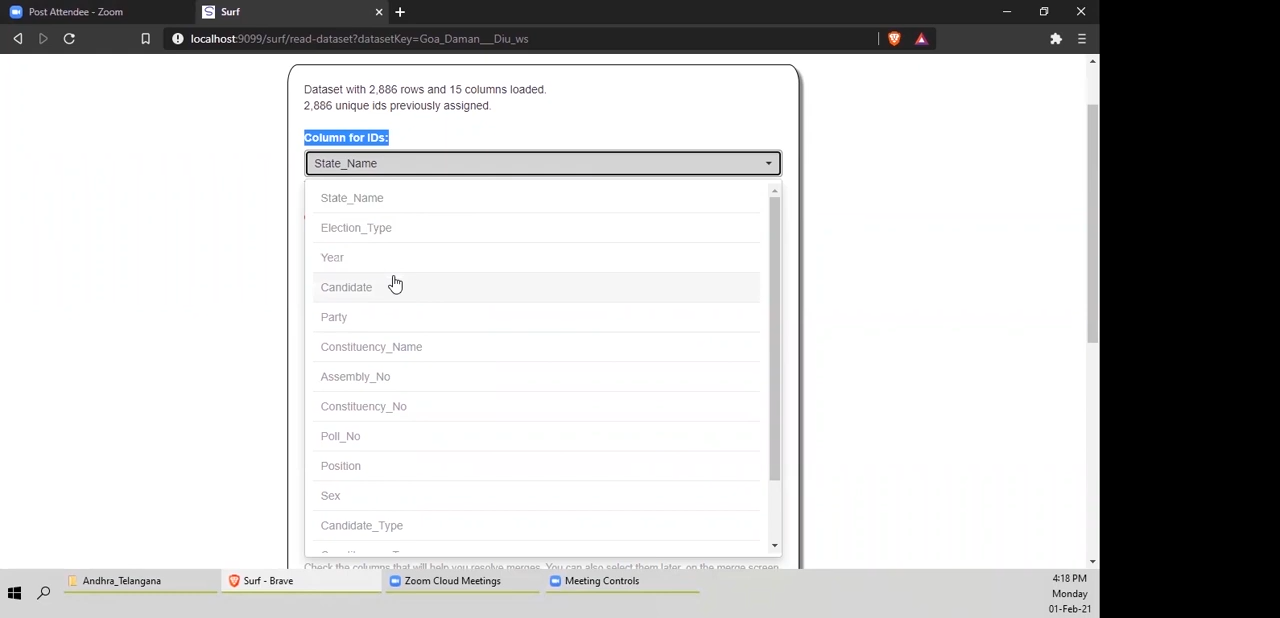 Post Attendee - Zoom
Surf
localhost:9099/surf/read-dataset?datasetKey=Goa_Daman___Diu_ws
Dataset with 2,886 rows and 15 columns loaded.
2,886 unique ids previously assigned.
Column for IDs:
State_Name
State_Name
Election_Type
Year
Candidate
Party
Constituency_Name
Assembly_No
Constituency_No
Poll_No
Position
Sex
Candidate_Type
Check the columns that will help you resolve merges. You can also select them later, on the merge screen
Andhra_Telangana
Surf - Brave
Zoom Cloud Meetings
Meeting Controls
4:18 PM
Monday
01-Feb-21